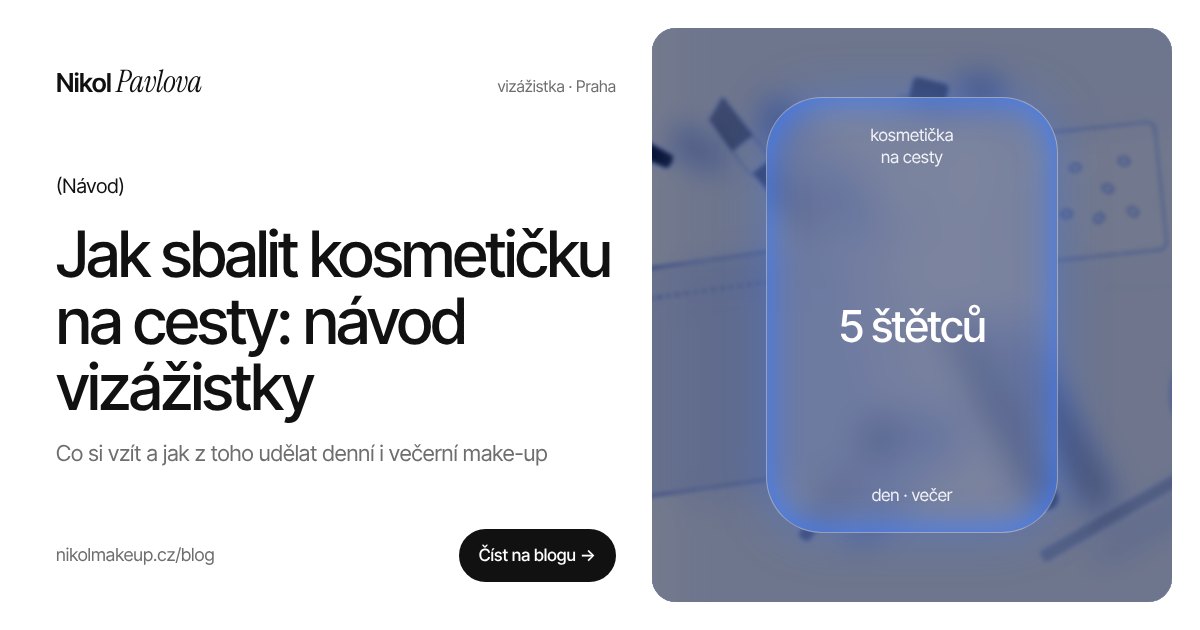 Nikol Pavlova
vizážistka · Praha
(Návod)
Jak sbalit kosmetičku
na cesty: návod
vizážistky
Co si vzít a jak z toho udělat denní i večerní make-up
nikolmakeup.cz/blog
Číst na blogu →
kosmetička
na cesty
5 štětců
den · večer